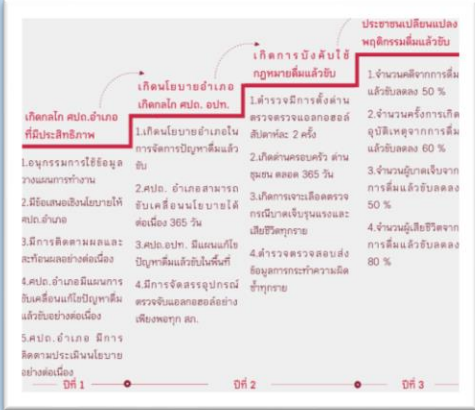 เกิดกลไก ศปถ.อำเภอ
ที่มีประสิทธิภาพ
1.อนุกรรมการใช้ข้อมูล
วางแผนการทำงาน
2.มีข้อเสนอเชิงนโยบายให้
ศปถ.อำเภอ
3.มีการติดตามผลและ
สะท้อนผลอย่างต่อเนื่อง
4.ศปถ.อำเภอมีแผนการ
ขับเคลื่อนแก้ไขปัญหาดื่ม
แล้วขับอย่างต่อเนื่อง
5.ศปถ.อำเภอ มีการ
ติดตามประเมินนโยบาย
อย่างต่อเนื่อง
ปีที่ 1
เกิดนโยบายอำเภอ
เกิดกลไก ศปถ. อปท.
1.เกิดนโยบายอำเภอใน
การจัดการปัญหาดื่มแล้ว
ขับ
2.ศปถ. อำเภอสามารถ
ขับเคลื่อนนโยบายได้
ต่อเนื่อง 365 วัน
3.ศปถ.อปท. มีแผนแก้ไข
ปัญหาดื่มแล้วขับในพื้นที่
4.มีการจัดสรรอุปกรณ์
ตรวจจับแอลกอฮอล์อย่าง
เพียงพอทุก สภ.
เกิดการบังคับใช้
กฎหมายดื่มแล้วขับ
1.ตำรวจมีการตั้งด่าน
ตรวจตรวจแอลกอฮอล์
สัปดาห์ละ 2 ครั้ง
2.เกิดด่านครอบครัว ด่าน
ชุมชน ตลอด 365 วัน
3.เกิดการเจาะเลือดตรวจ
กรณีบาดเจ็บรุนแรงและ
เสียชีวิตทุกราย
4.ตำรวจตรวจสอบส่ง
ข้อมูลการกระทำความผิด
ซ้ำทุกราย
ปีที่ 2
ประชาชนเปลี่ยนแปลง
พฤติกรรมดื่มแล้วขับ
1.จำนวนคดีจากการดื่ม
แล้วขับลดลง 50 %
2.จำนวนครั้งการเกิด
อุบัติเหตุจากการดื่ม
แล้วขับลดลง 60 %
3.จำนวนผู้บาดเจ็บจาก
การดื่มแล้วขับลดลง
50 %
4.จำนวนผู้เสียชีวิตจาก
การดื่มแล้วขับลดลง
80 %
ปีที่ 3